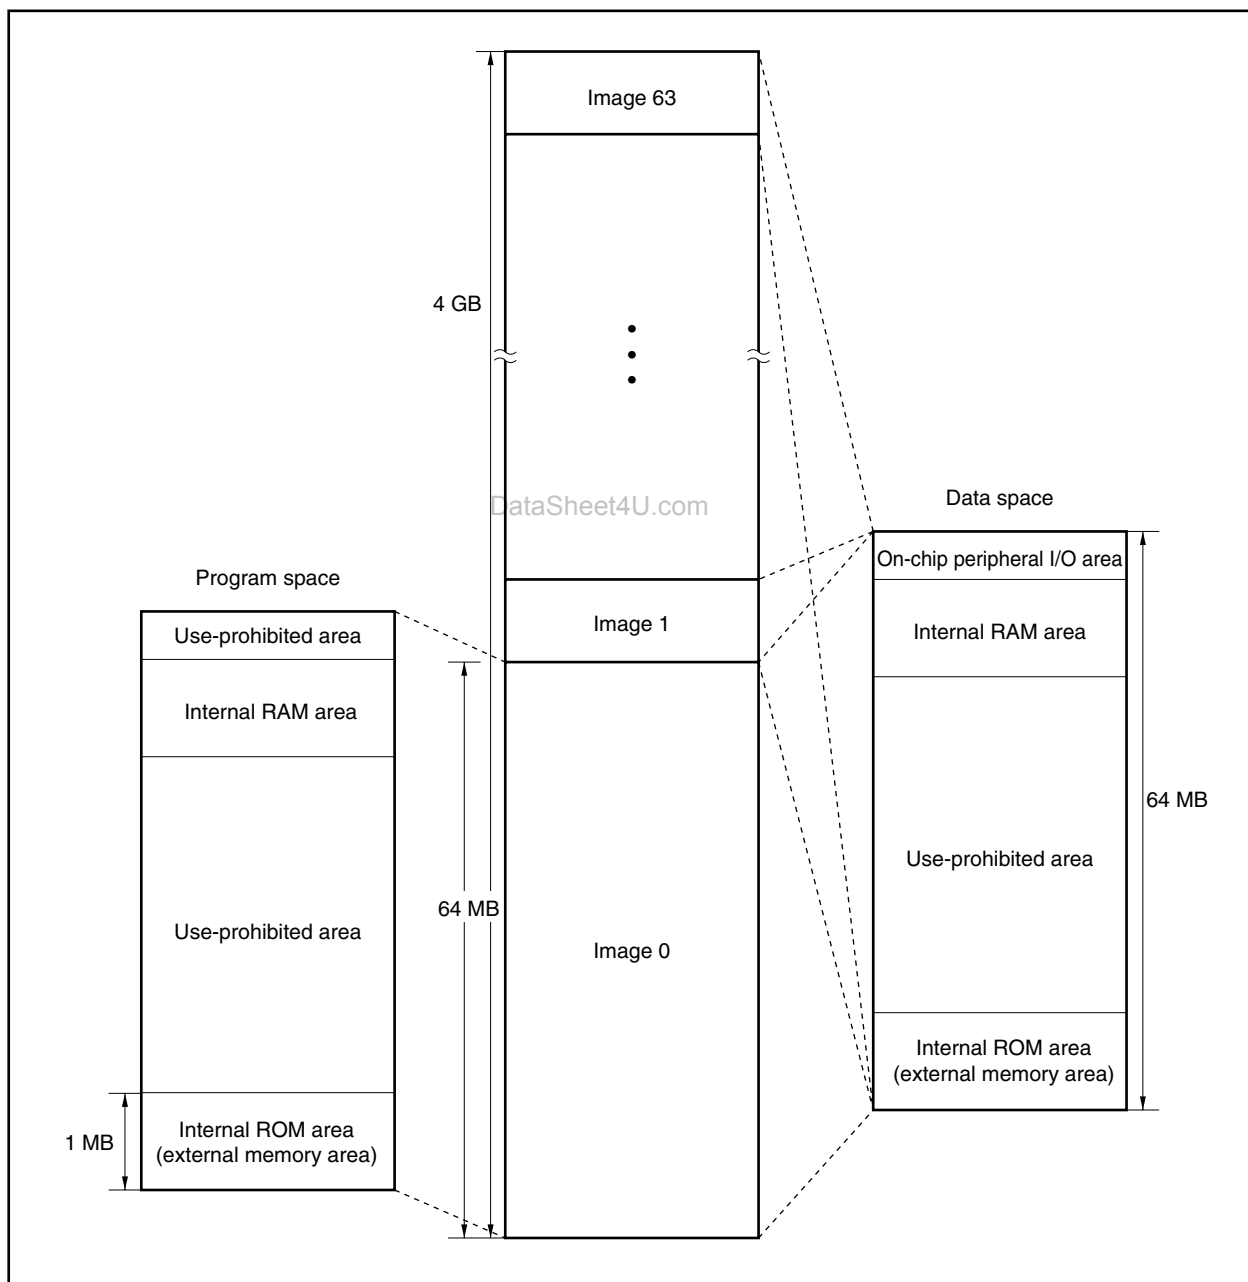 Image 63
4 GB
DataSheet4U.com
Data space
On-chip peripheral I/O area
Program space
Use-prohibited area
Image 1
Internal RAM area
Internal RAM area
64 MB
Use-prohibited area
64 MB
Use-prohibited area
Image 0
Internal ROM area
(external memory area)
1 MB
Internal ROM area
(external memory area)